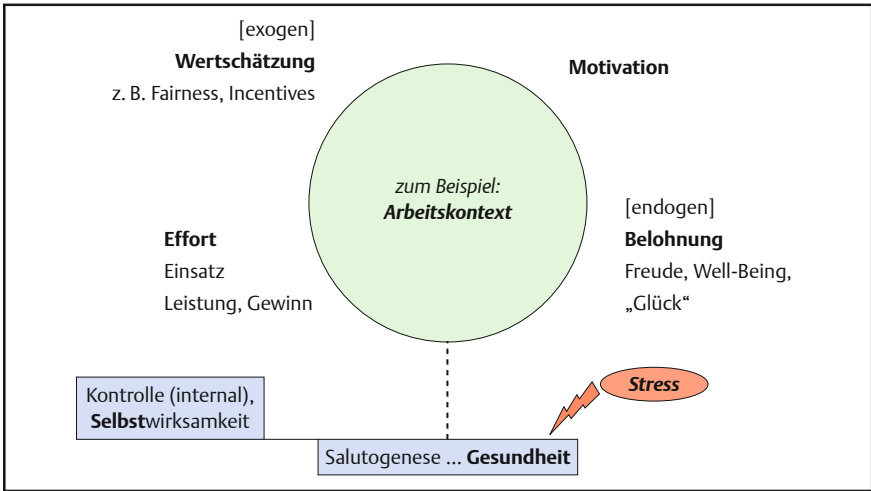 [exogen]
Wertschätzung
z. B. Fairness, Incentives
Motivation
zum Beispiel:
Arbeitskontext
[endogen]
Belohnung
Freude, Well-Being,
„Glück“
Effort
Einsatz
Leistung, Gewinn
Stress
Kontrolle (internal),
Selbstwirksamkeit
Salutogenese ... Gesundheit